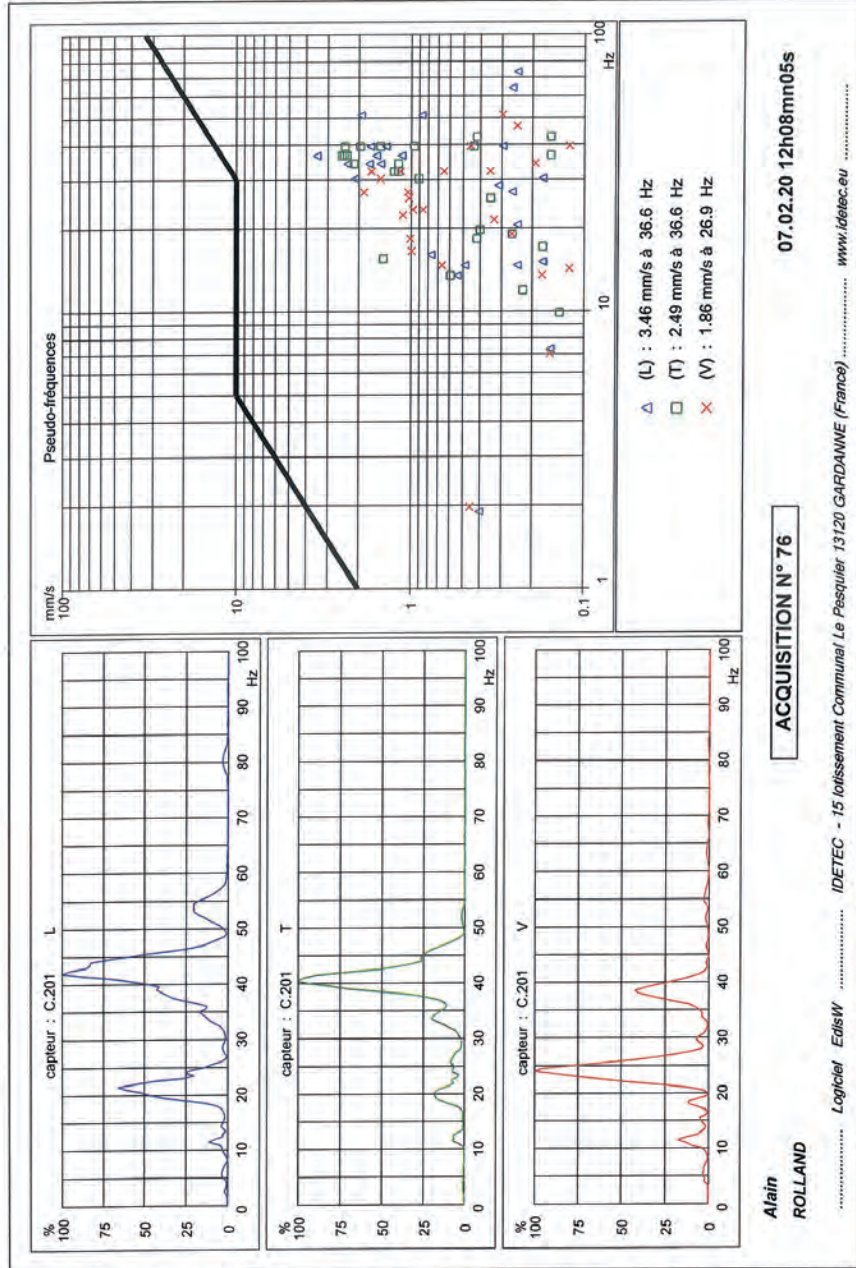 capteur : C.201 L
%
100
75
50
25
0
10 20 30 40 50 60 70 80 90 100
Hz
capteur : C.201 T
%
100
75
50
25
0
10 20 30 40 50 60 70 80 90 100
Hz
capteur : C.201 V
%
100
75
50
25
0
10 20 30 40 50 60 70 80 90 100
Hz
mm/s Pseudo-fréquences
100
10
1
0.1
1 10 100
Hz
(L) : 3.46 mm/s à 36.6 Hz
(T) : 2.49 mm/s à 36.6 Hz
(V) : 1.86 mm/s à 26.9 Hz
Alain
ROLLAND
ACQUISITION N° 76
07.02.20 12h08mn05s
.................. Logiciel EdisW .................. IDETEC - 15 lotissement Communal Le Pesquier 13120 GARDANNE (France) .................. www.idetec.eu ..................